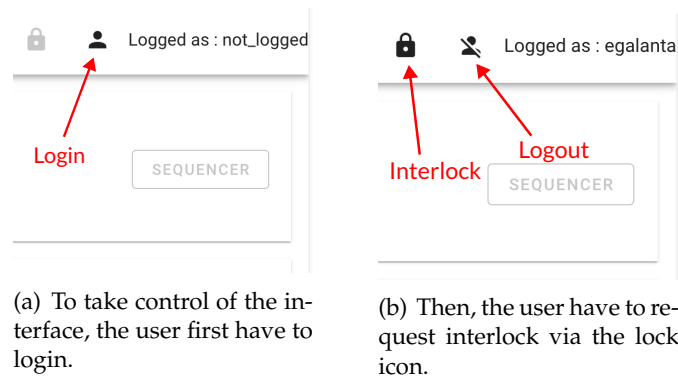 Logged as : not_logged
Login
SEQUENCER
(a) To take control of the in-
terface, the user first have to
login.
Logged as : egalanta
Interlock
Logout
SEQUENCER
(b) Then, the user have to re-
quest interlock via the lock
icon.